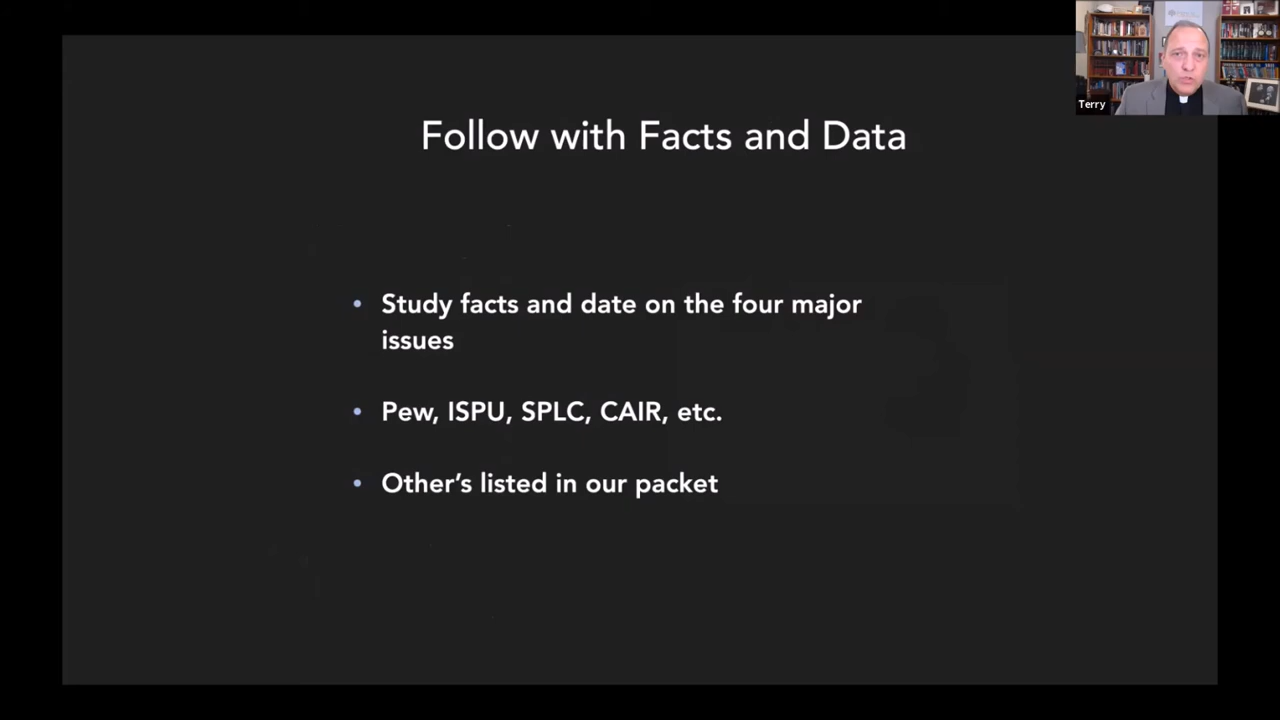 Terry
Follow with Facts and Data
• Study facts and date on the four major
issues
• Pew, ISPU, SPLC, CAIR, etc.
• Other’s listed in our packet